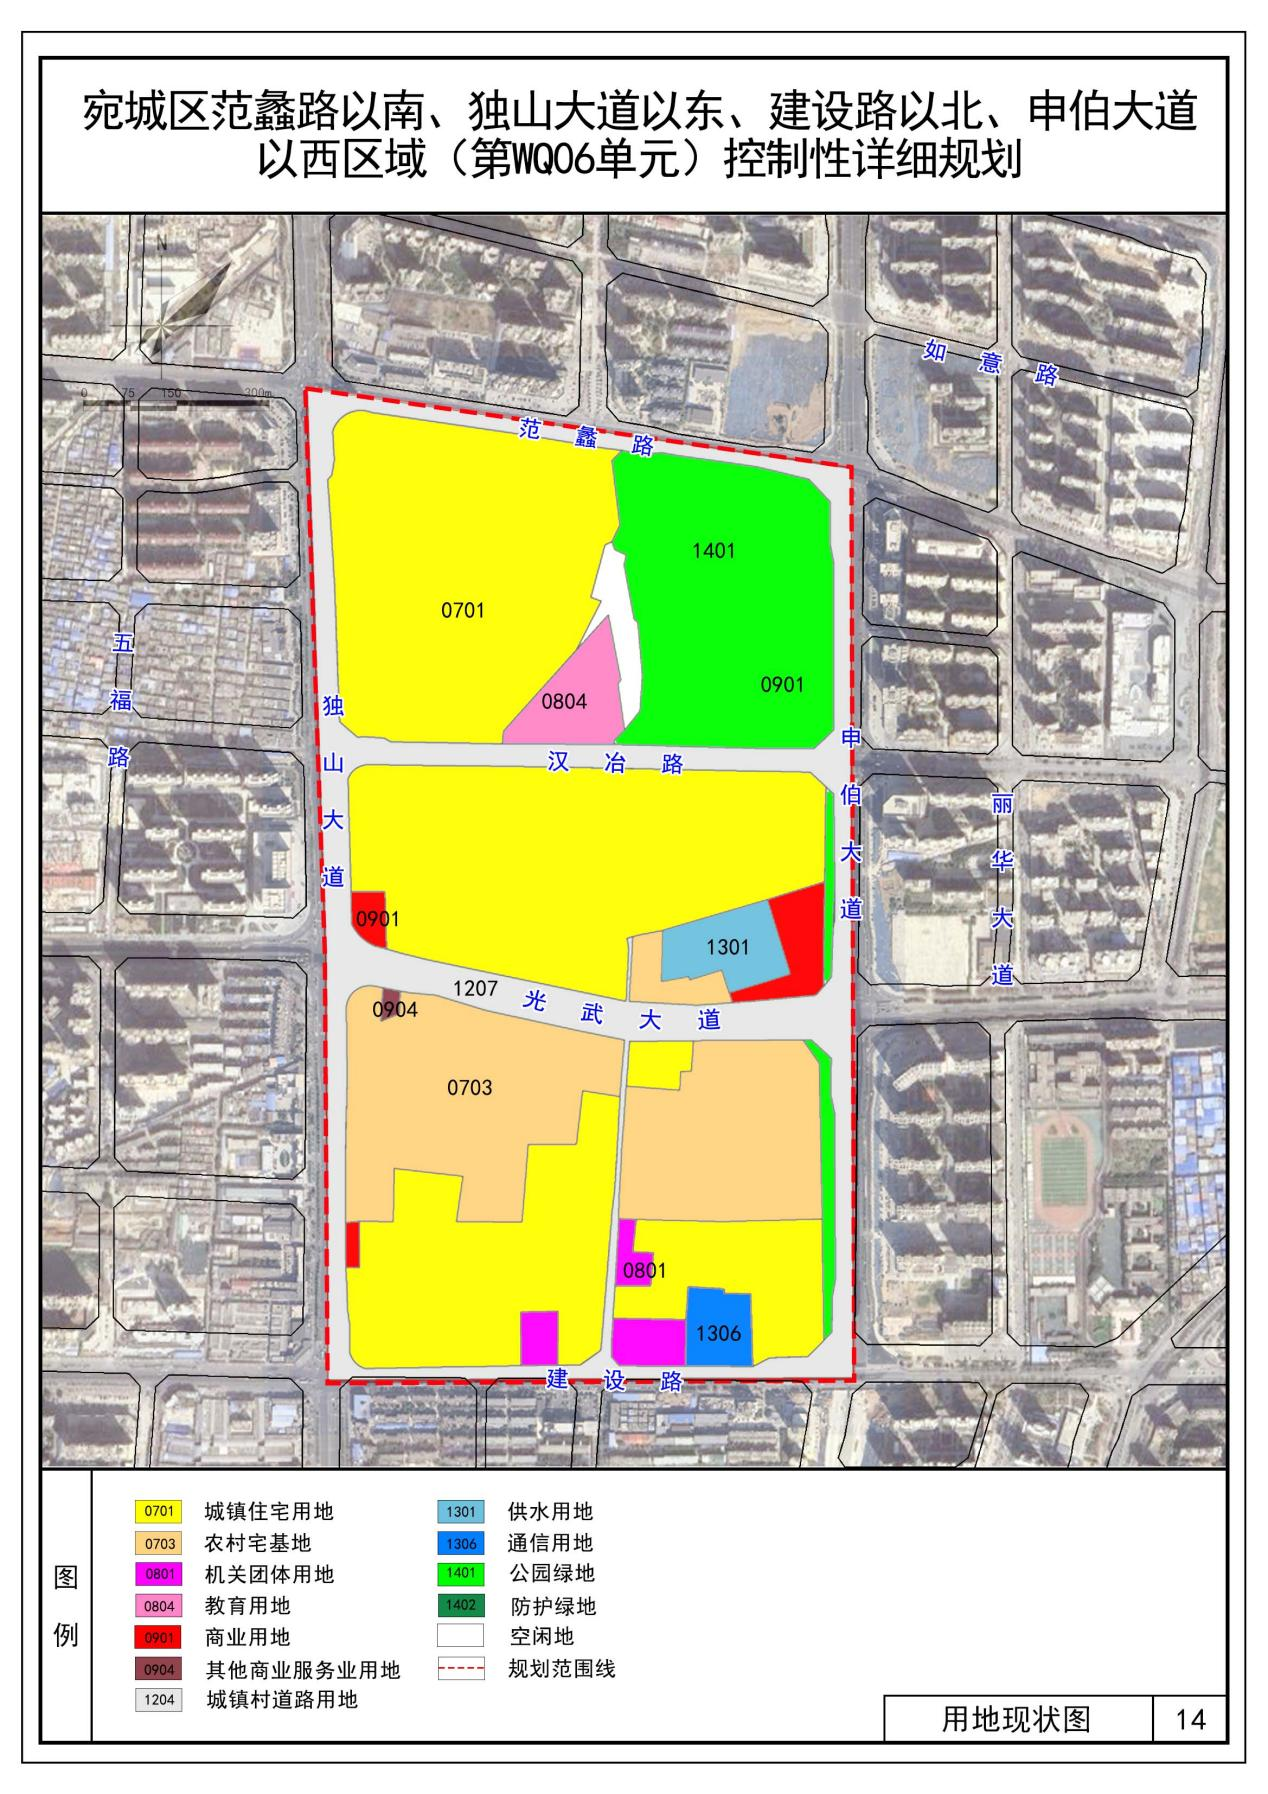 宛城区范蠡路以南、独山大道以东、建设路以北、申伯大道
以西区域（第WQ06单元）控制性详细规划
N
0 75 150 300m
如意路
范蠡路
1401
0701
五福路
0901
0804
独山大道
申伯大道
汉冶路
丽华大道
0901
1301
1207
光武大道
0904
0703
0801
1306
建设路
图例
0701 城镇住宅用地
0703 农村宅基地
0801 机关团体用地
0804 教育用地
0901 商业用地
0904 其他商业服务业用地
1204 城镇村道路用地
1301 供水用地
1306 通信用地
1401 公园绿地
1402 防护绿地
空闲地
规划范围线
用地现状图 14